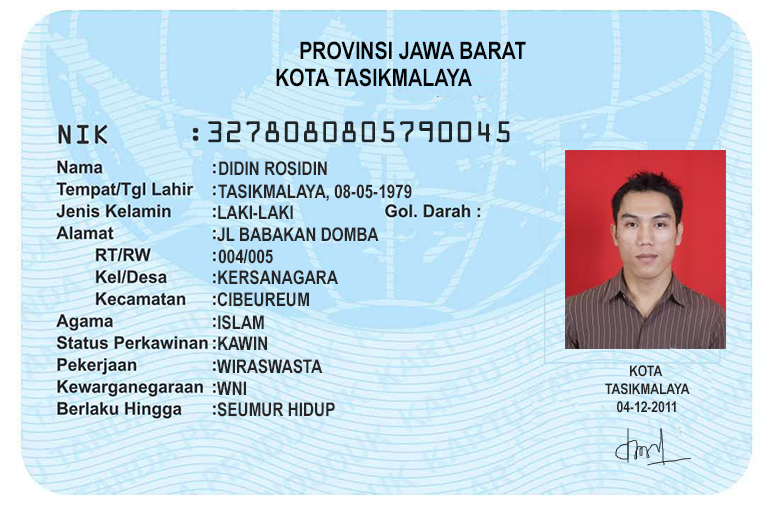 PROVINSI JAWA BARAT
KOTA TASIKMALAYA
NIK : 3278080805790045
Nama : DIDIN ROSIDIN
Tempat/Tgl Lahir : TASIKMALAYA, 08-05-1979
Jenis Kelamin : LAKI-LAKI Gol. Darah :
Alamat : JL BABAKAN DOMBA
RT/RW : 004/005
Kel/Desa : KERSANAGARA
Kecamatan : CIBEUREUM
Agama : ISLAM
Status Perkawinan : KAWIN
Pekerjaan : WIRASWASTA
Kewarganegaraan : WNI
Berlaku Hingga : SEUMUR HIDUP
KOTA
TASIKMALAYA
04-12-2011